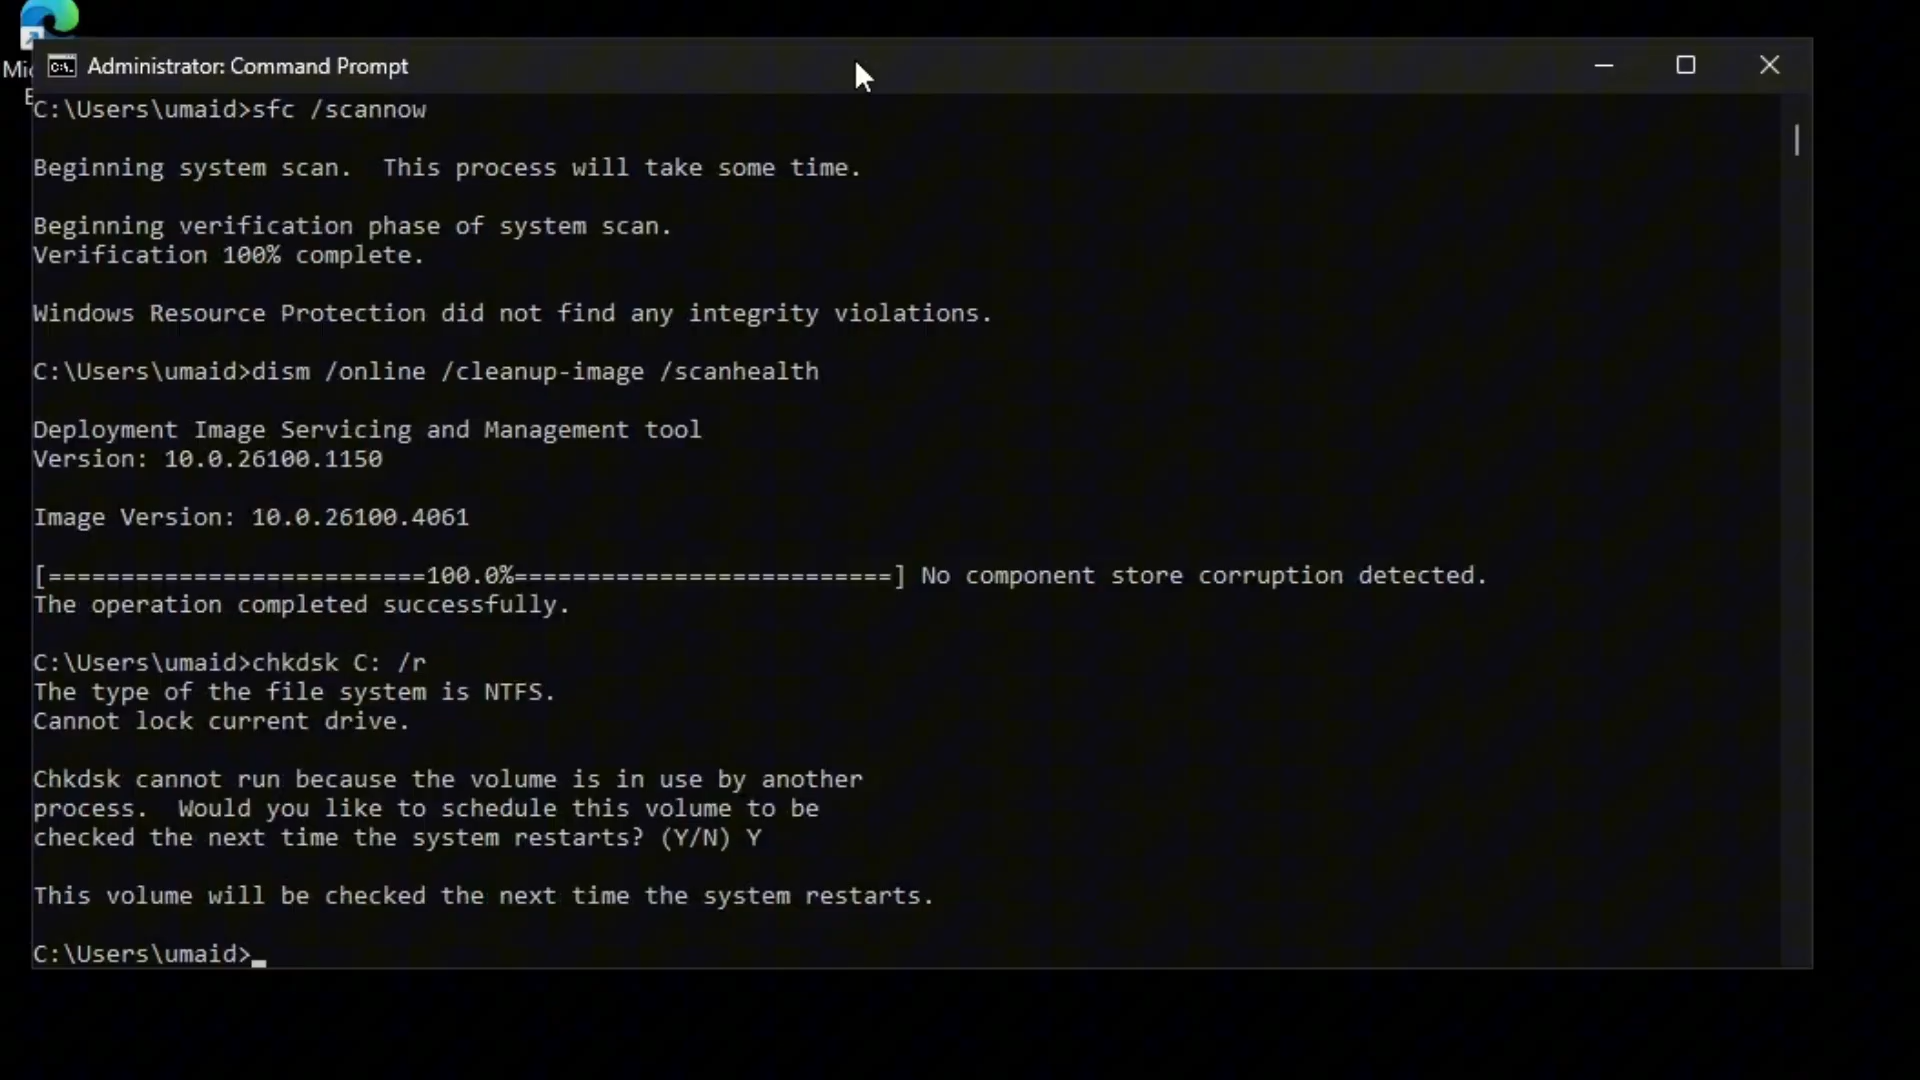 Administrator: Command Prompt
C:\Users\umaid>sfc /scannow
Beginning system scan.  This process will take some time.
Beginning verification phase of system scan.
Verification 100% complete.
Windows Resource Protection did not find any integrity violations.
C:\Users\umaid>dism /online /cleanup-image /scanhealth
Deployment Image Servicing and Management tool
Version: 10.0.26100.1150
Image Version: 10.0.26100.4061
[==========================100.0%==========================] No component store corruption detected.
The operation completed successfully.
C:\Users\umaid>chkdsk C: /r
The type of the file system is NTFS.
Cannot lock current drive.
Chkdsk cannot run because the volume is in use by another
process.  Would you like to schedule this volume to be
checked the next time the system restarts? (Y/N) Y
This volume will be checked the next time the system restarts.
C:\Users\umaid>